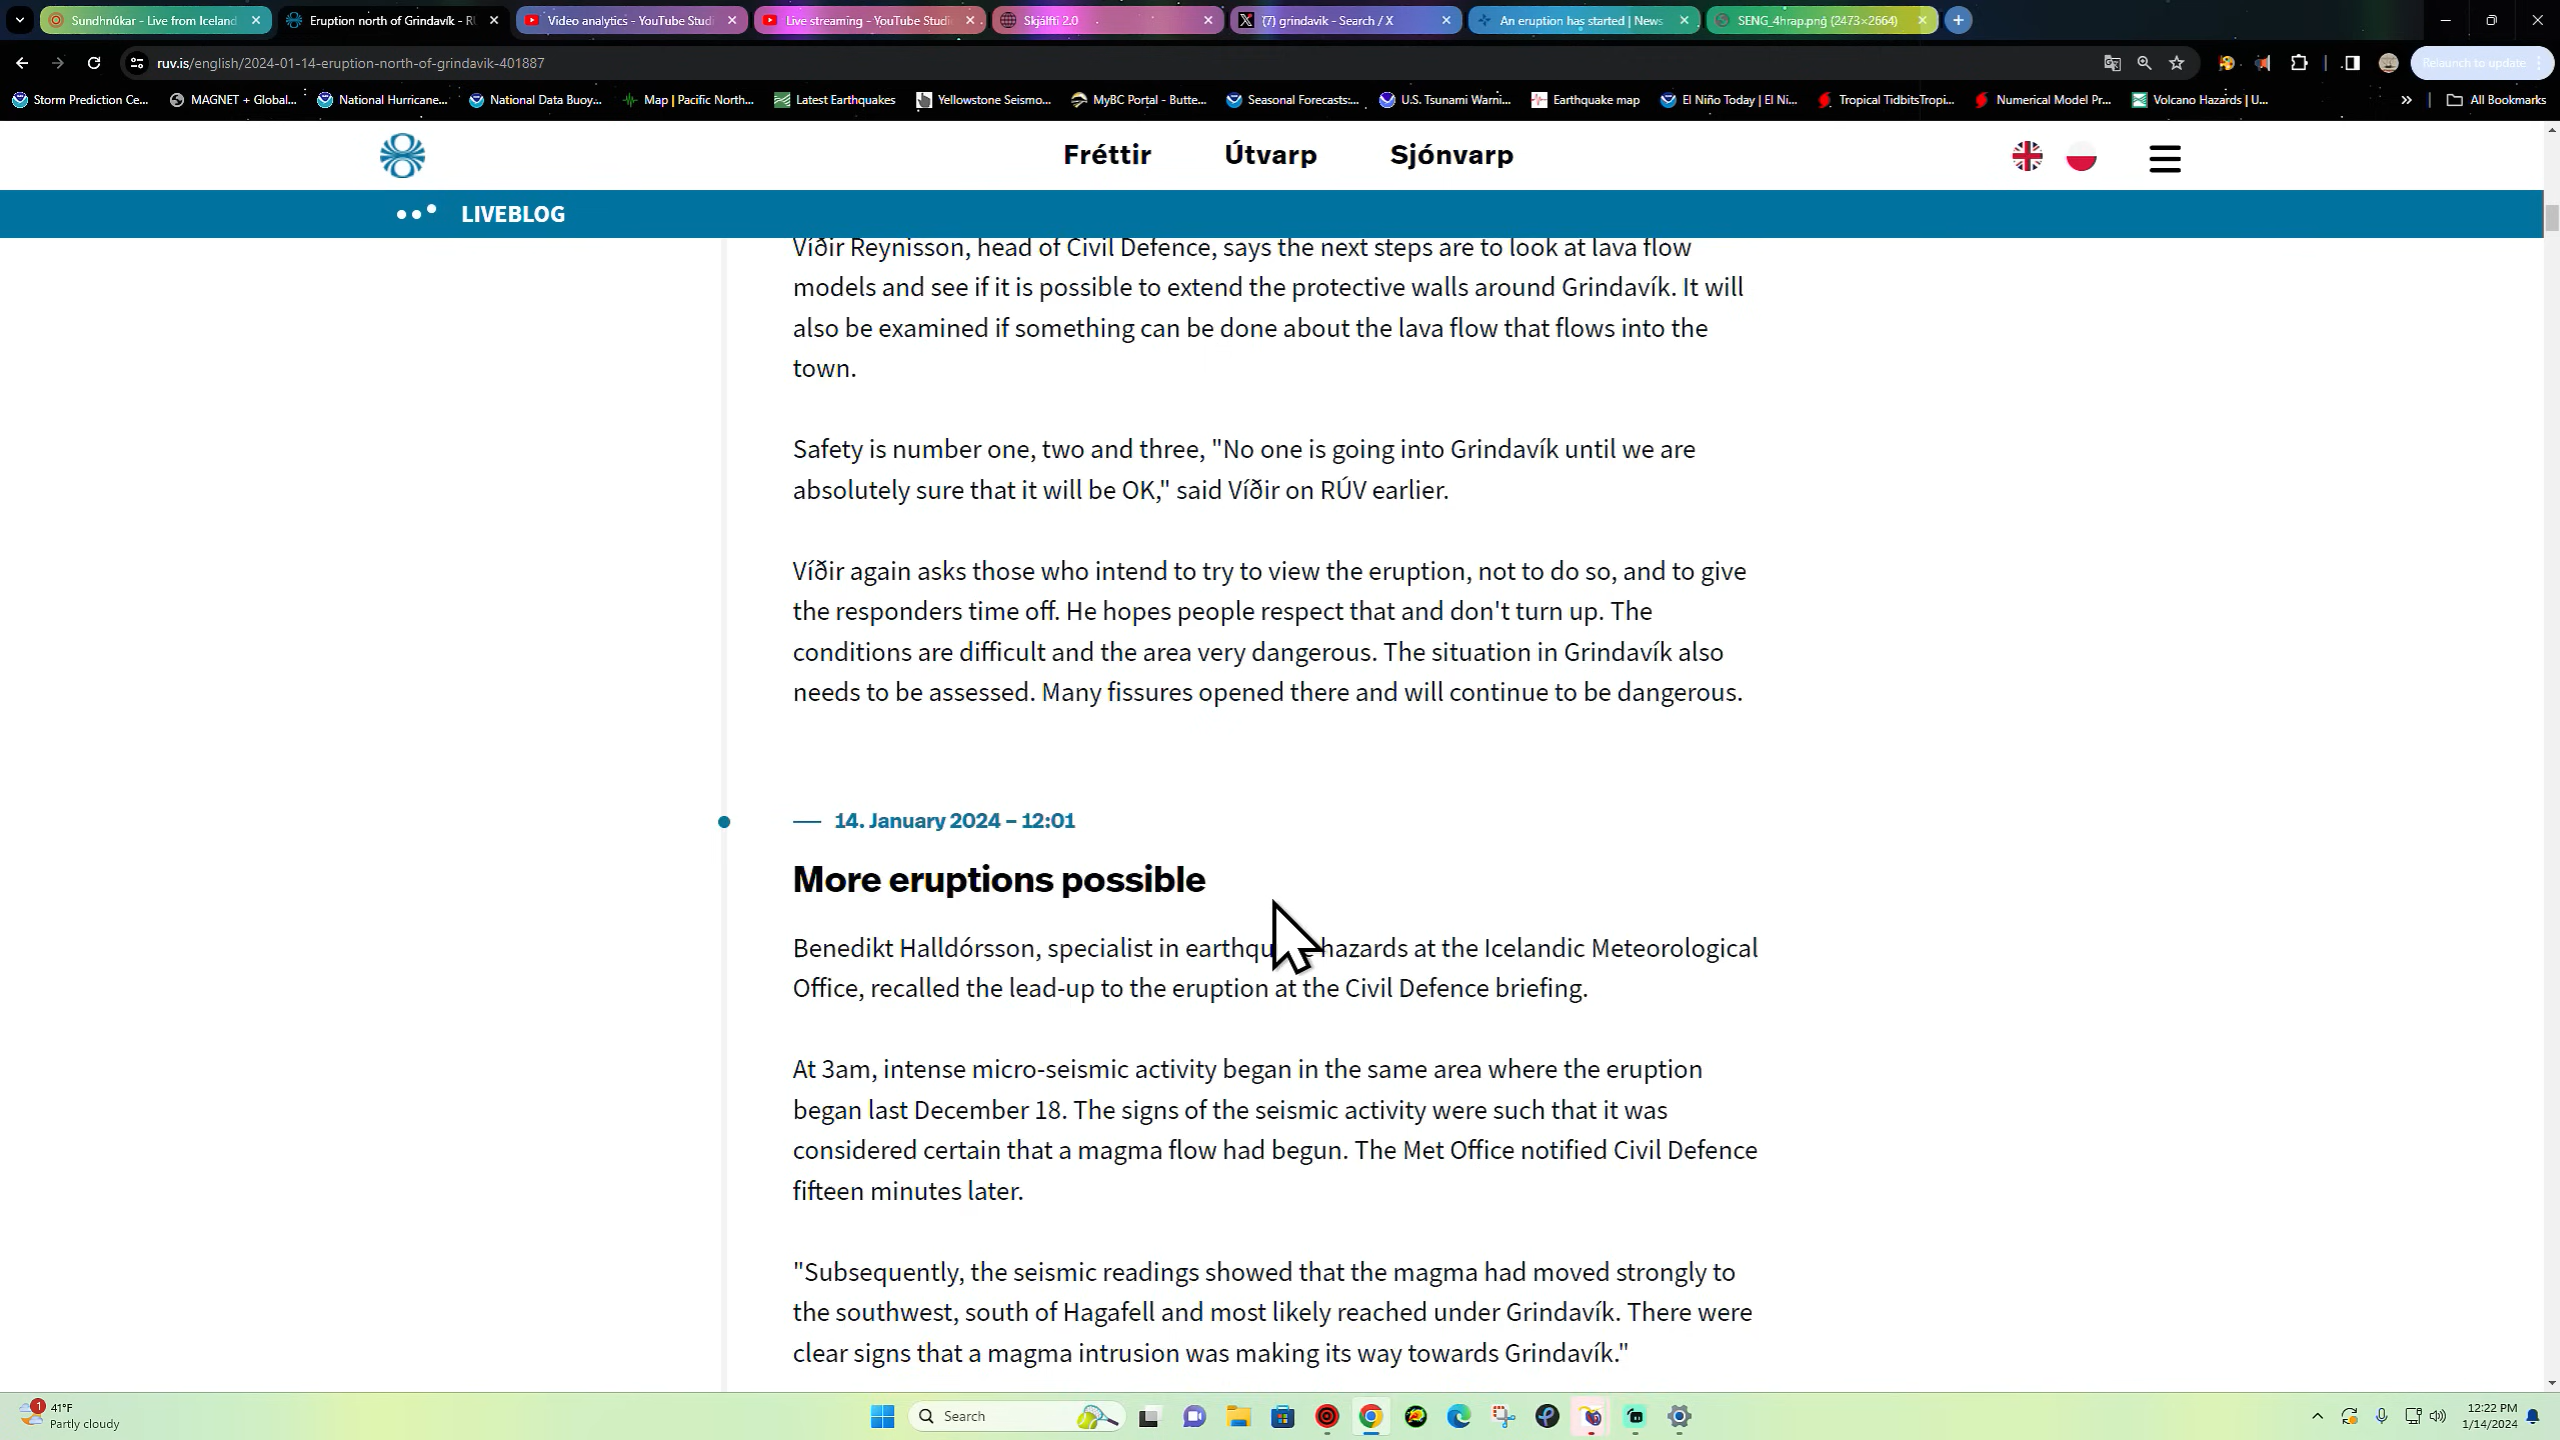 Sundhnúkar - Live from Iceland
Eruption north of Grindavík - RÚ
Video analytics - YouTube Studi
Live streaming - YouTube Studi
Skjálfti 2.0
(7) grindavik - Search / X
An eruption has started | News
SENG_4hrap.png (2473×2664)
ruv.is/english/2024-01-14-eruption-north-of-grindavik-401887
Relaunch to update
Storm Prediction Ce...
MAGNET + Global...
National Hurricane...
National Data Buoy...
Map | Pacific North...
Latest Earthquakes
Yellowstone Seismo...
MyBC Portal - Butte...
Seasonal Forecasts:...
U.S. Tsunami Warni...
Earthquake map
El Niño Today | El Ni...
Tropical TidbitsTropi...
Numerical Model Pr...
Volcano Hazards | U...
All Bookmarks
Fréttir
Útvarp
Sjónvarp
LIVEBLOG
Víðir Reynisson, head of Civil Defence, says the next steps are to look at lava flow
models and see if it is possible to extend the protective walls around Grindavík. It will
also be examined if something can be done about the lava flow that flows into the
town.
Safety is number one, two and three, "No one is going into Grindavík until we are
absolutely sure that it will be OK," said Víðir on RÚV earlier.
Víðir again asks those who intend to try to view the eruption, not to do so, and to give
the responders time off. He hopes people respect that and don't turn up. The
conditions are difficult and the area very dangerous. The situation in Grindavík also
needs to be assessed. Many fissures opened there and will continue to be dangerous.
14. January 2024 – 12:01
More eruptions possible
Benedikt Halldórsson, specialist in earthqu hazards at the Icelandic Meteorological
Office, recalled the lead-up to the eruption at the Civil Defence briefing.
At 3am, intense micro-seismic activity began in the same area where the eruption
began last December 18. The signs of the seismic activity were such that it was
considered certain that a magma flow had begun. The Met Office notified Civil Defence
fifteen minutes later.
"Subsequently, the seismic readings showed that the magma had moved strongly to
the southwest, south of Hagafell and most likely reached under Grindavík. There were
clear signs that a magma intrusion was making its way towards Grindavík."
1
41°F
Partly cloudy
Search
12:22 PM
1/14/2024